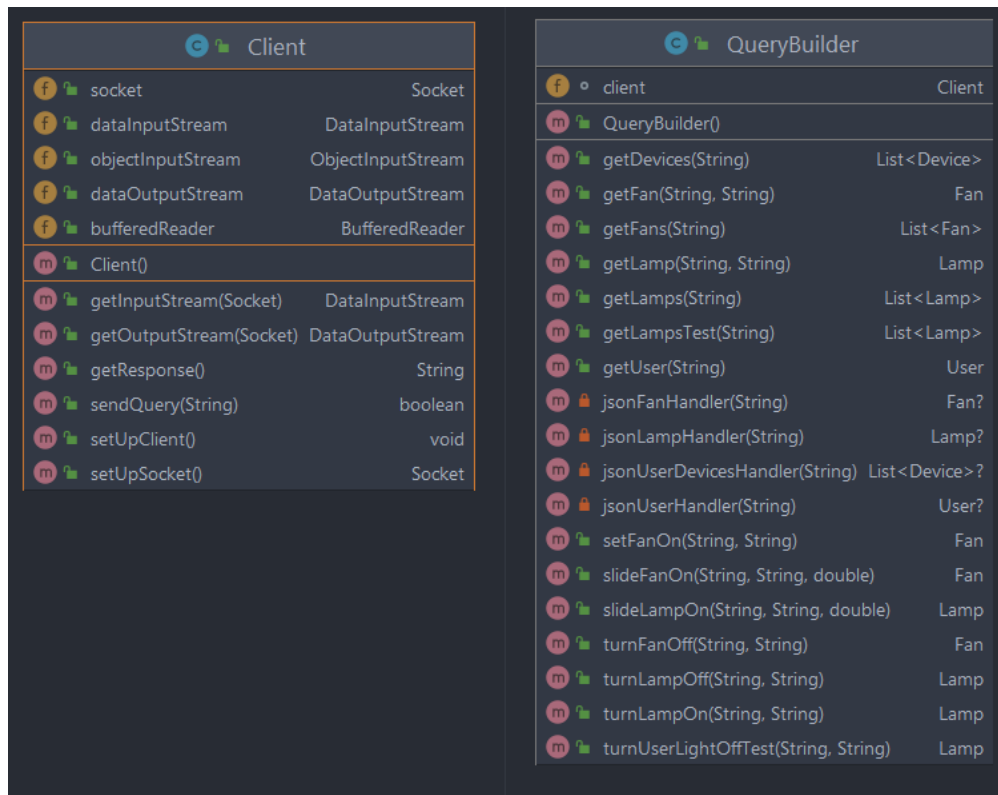 Client
socket Socket
dataInputStream DataInputStream
objectInputStream ObjectInputStream
dataOutputStream DataOutputStream
bufferedReader BufferedReader
Client()
getInputStream(Socket) DataInputStream
getOutputStream(Socket) DataOutputStream
getResponse() String
sendQuery(String) boolean
setUpClient() void
setUpSocket() Socket
QueryBuilder
client Client
QueryBuilder()
getDevices(String) List<Device>
getFan(String, String) Fan
getFans(String) List<Fan>
getLamp(String, String) Lamp
getLamps(String) List<Lamp>
getLampsTest(String) List<Lamp>
getUser(String) User
jsonFanHandler(String) Fan?
jsonLampHandler(String) Lamp?
jsonUserDevicesHandler(String) List<Device>?
jsonUserHandler(String) User?
setFanOn(String, String) Fan
slideFanOn(String, String, double) Fan
slideLampOn(String, String, double) Lamp
turnFanOff(String, String) Fan
turnLampOff(String, String) Lamp
turnLampOn(String, String) Lamp
turnUserLightOffTest(String, String) Lamp